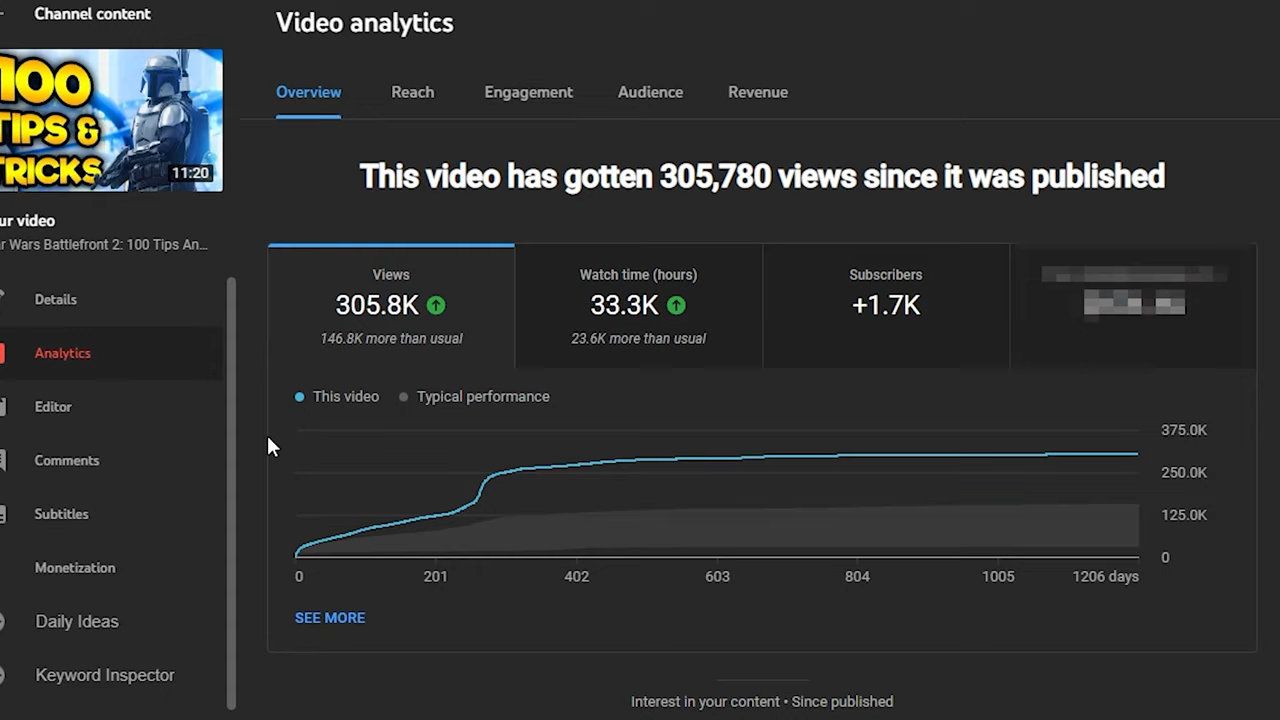 Channel content
Video analytics
100
TIPS &
TRICKS
11:20
ur video
r Wars Battlefront 2: 100 Tips An...
Details
Analytics
Editor
Comments
Subtitles
Monetization
Daily Ideas
Keyword Inspector
Overview Reach Engagement Audience Revenue
This video has gotten 305,780 views since it was published
Views
305.8K
146.8K more than usual
Watch time (hours)
33.3K
23.6K more than usual
Subscribers
+1.7K
This video Typical performance
375.0K
250.0K
125.0K
0
0 201 402 603 804 1005 1206 days
SEE MORE
Interest in your content • Since published